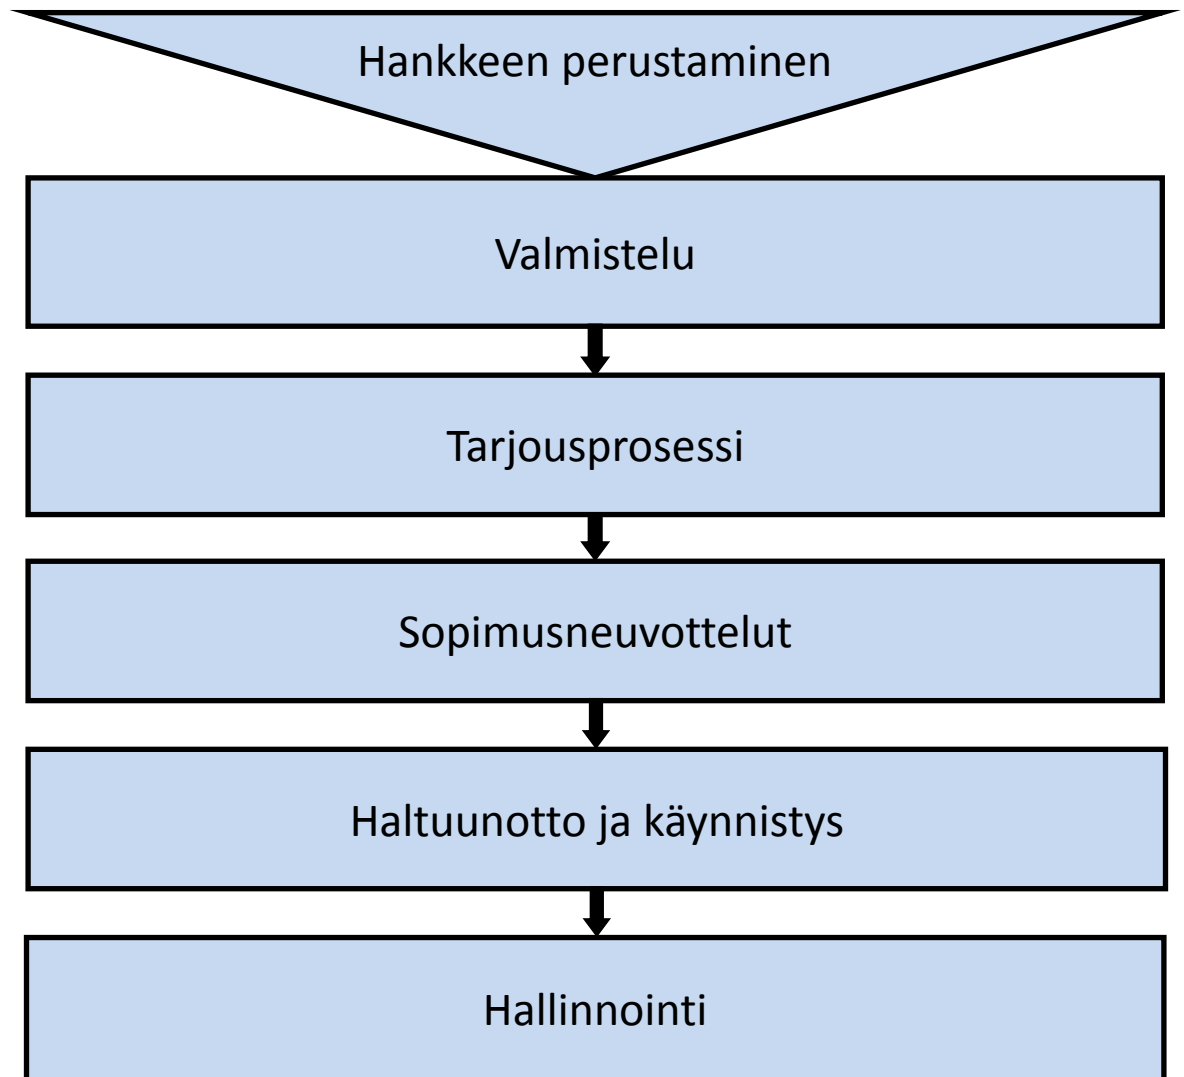 Hankkeen perustaminen
Valmistelu
Tarjousprosessi
Sopimusneuvottelut
Haltuunotto ja käynnistys
Hallinnointi